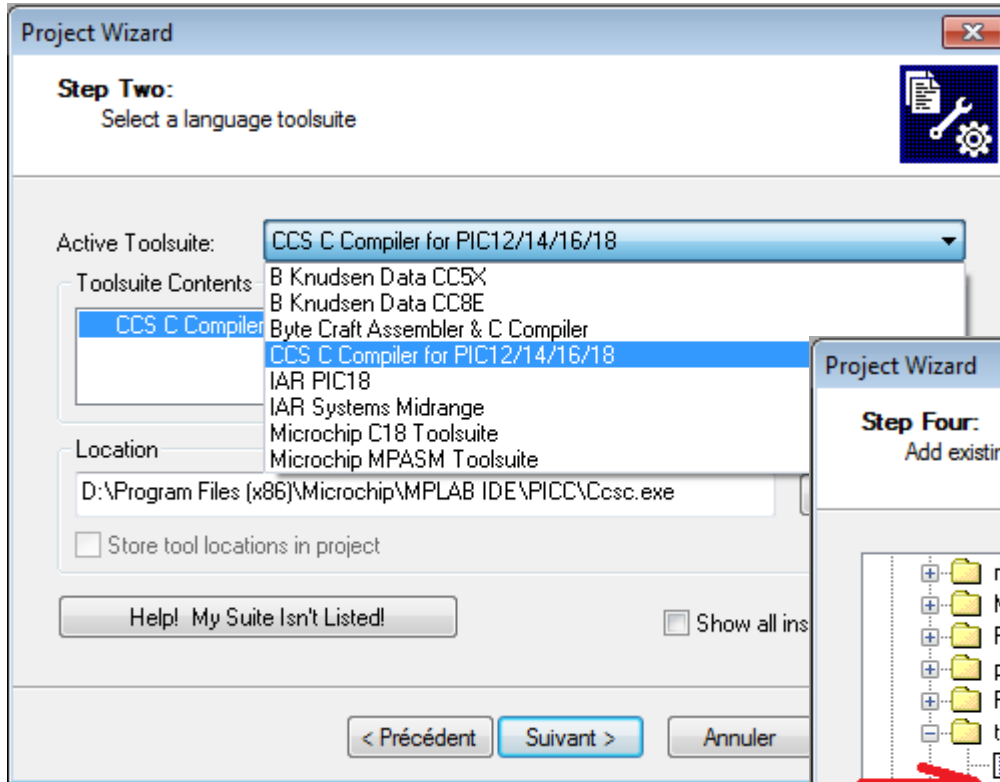 Project Wizard
Step Two:
Select a language toolsuite
Active Toolsuite:
CCS C Compiler for PIC12/14/16/18
B Knudsen Data CC5X
B Knudsen Data CC8E
Byte Craft Assembler & C Compiler
CCS C Compiler for PIC12/14/16/18
IAR PIC18
IAR Systems Midrange
Microchip C18 Toolsuite
Microchip MPASM Toolsuite
Toolsuite Contents
CCS C Compiler
Location
D:\Program Files (x86)\Microchip\MPLAB IDE\PICC\Ccsc.exe
Store tool locations in project
Help! My Suite Isn't Listed!
Show all ins
< Précédent
Suivant >
Annuler
Project Wizard
Step Four:
Add existin